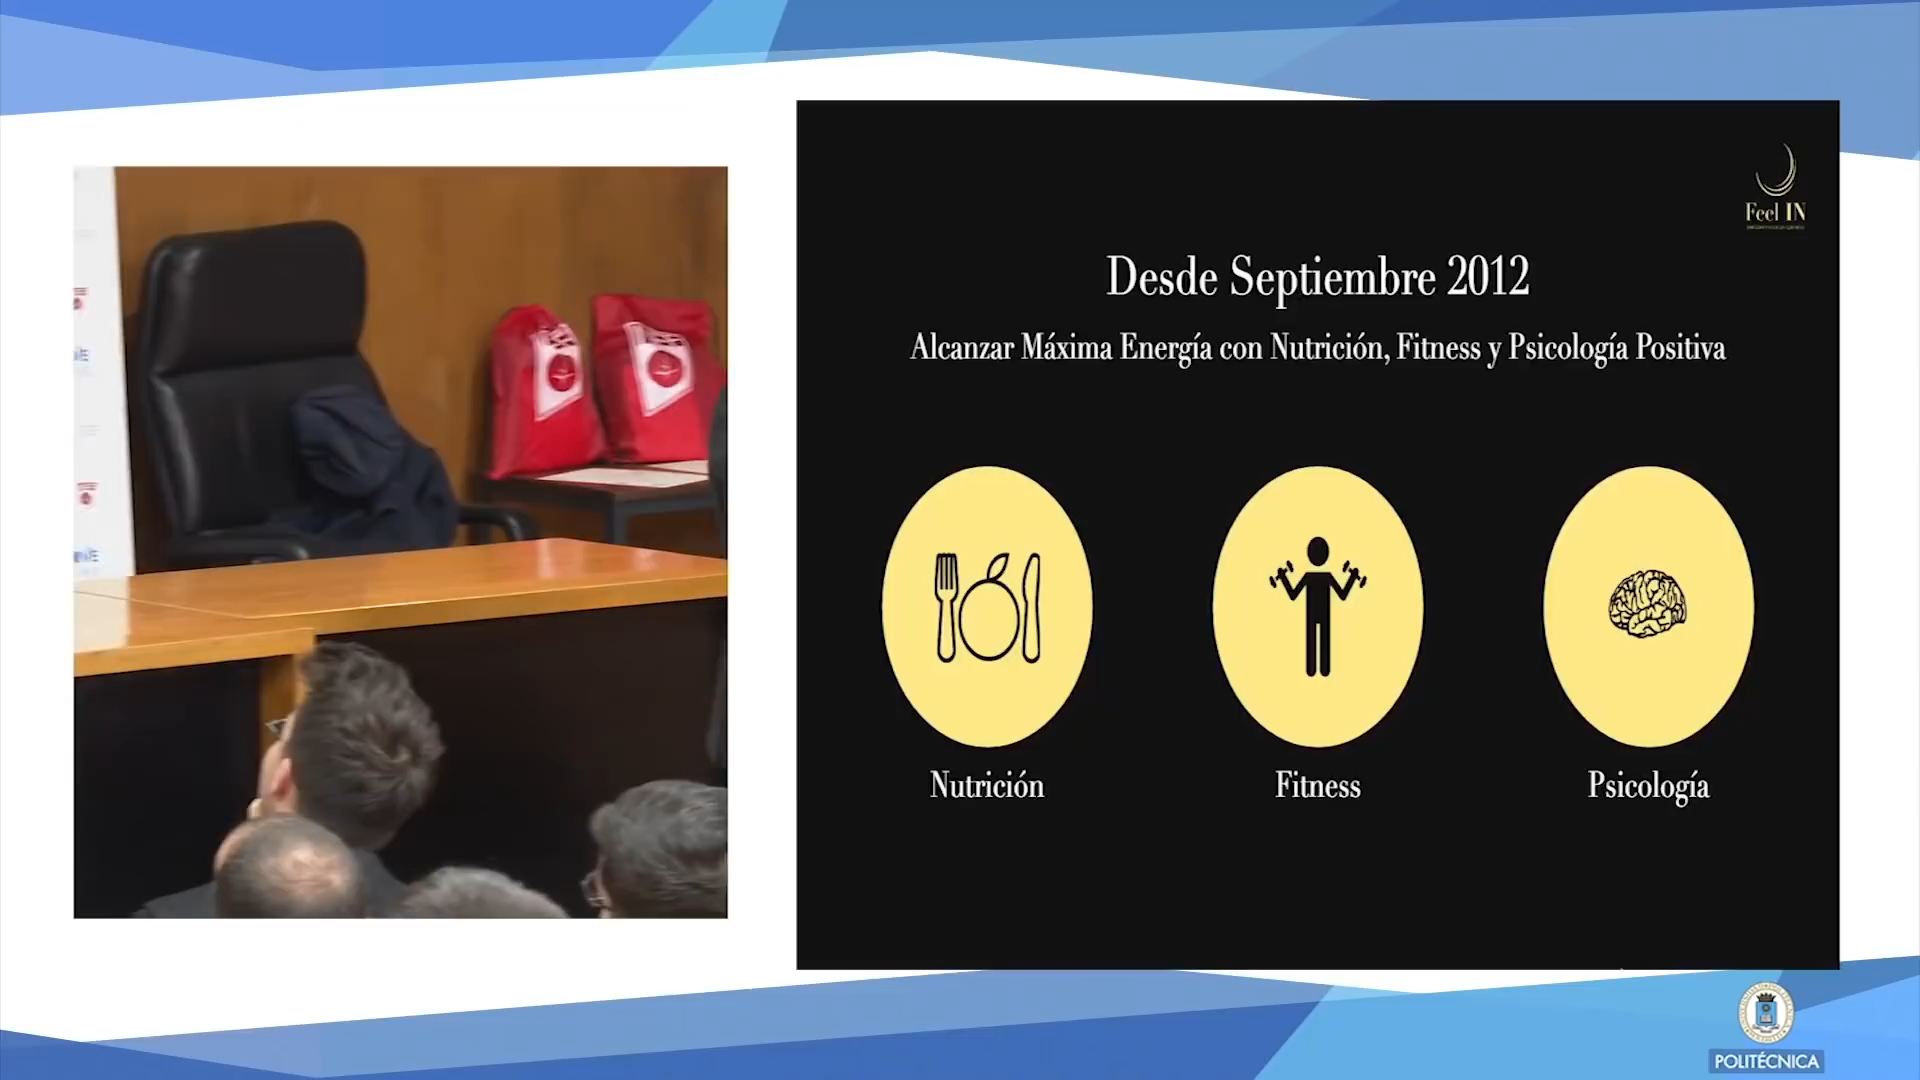 Feel IN
Desde Septiembre 2012
Alcanzar Máxima Energía con Nutrición, Fitness y Psicología Positiva
Nutrición
Fitness
Psicología
POLITÉCNICA